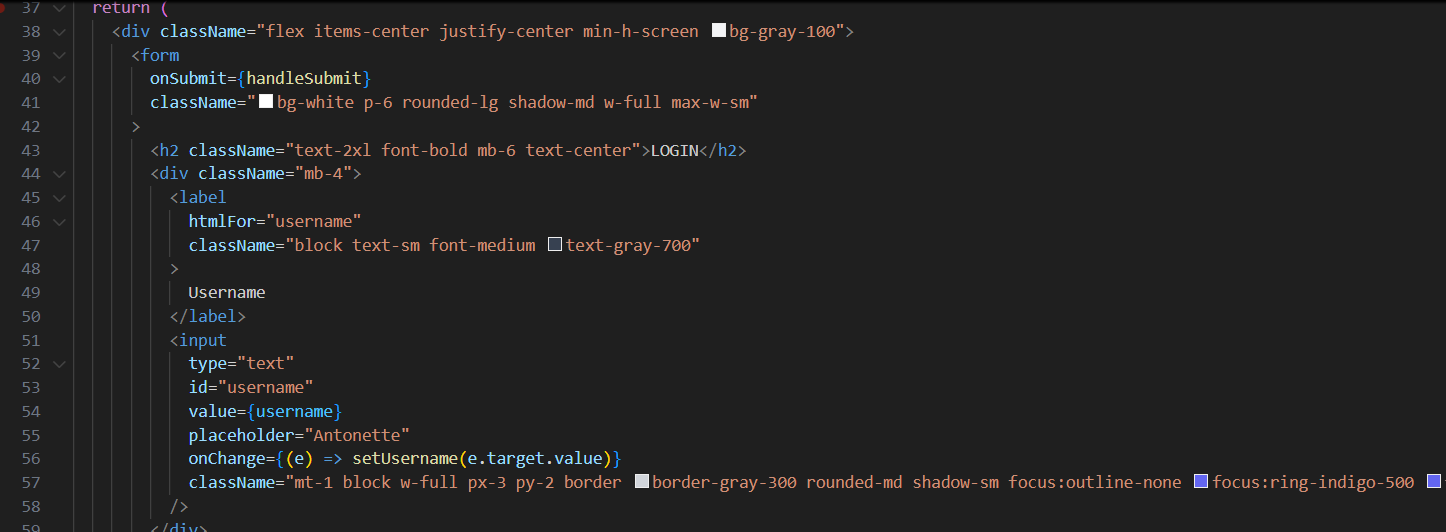 37 return (
38 <div className="flex items-center justify-center min-h-screen bg-gray-100">
39 <form
40 onSubmit={handleSubmit}
41 className="bg-white p-6 rounded-lg shadow-md w-full max-w-sm"
42 >
43 <h2 className="text-2xl font-bold mb-6 text-center">LOGIN</h2>
44 <div className="mb-4">
45 <label
46 htmlFor="username"
47 className="block text-sm font-medium text-gray-700"
48 >
49 Username
50 </label>
51 <input
52 type="text"
53 id="username"
54 value={username}
55 placeholder="Antonette"
56 onChange={(e) => setUsername(e.target.value)}
57 className="mt-1 block w-full px-3 py-2 border border-gray-300 rounded-md shadow-sm focus:outline-none focus:ring-indigo-500
58 />
59 </div>